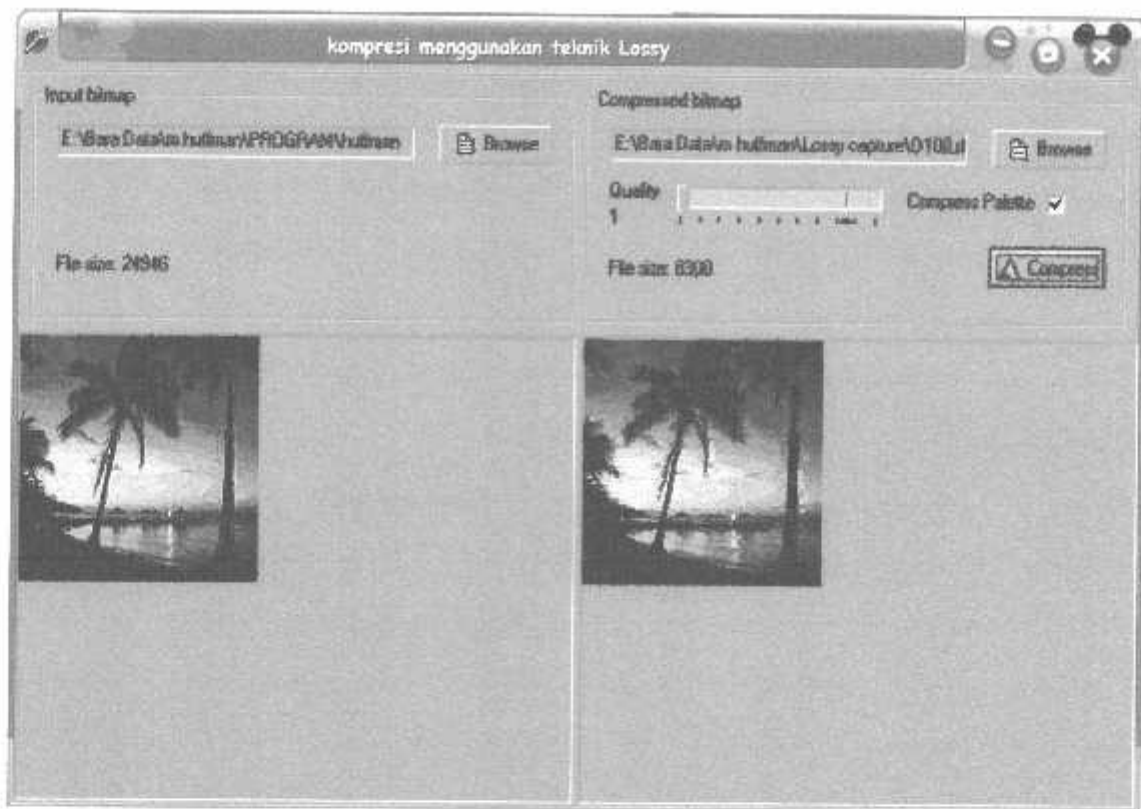 kompresi menggunakan teknik Lossy
Input bitmap
Browse
File size: 24946
Compressed bitmap
Browse
Quality
1
Compress Palette
File size: 6300
Compress